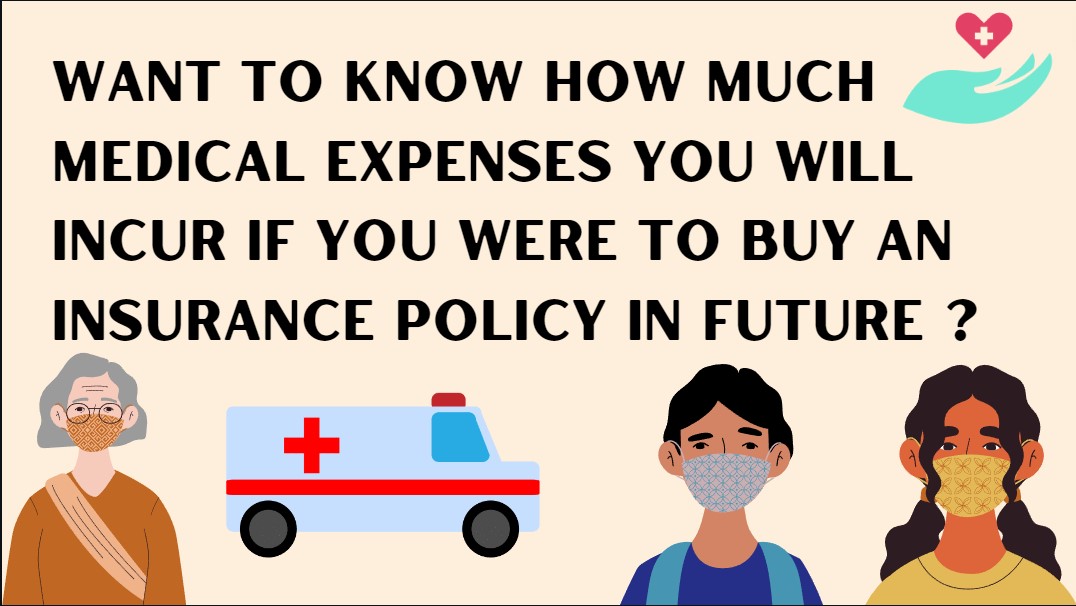 WANT TO KNOW HOW MUCH
MEDICAL EXPENSES YOU WILL
INCUR IF YOU WERE TO BUY AN
INSURANCE POLICY IN FUTURE ?